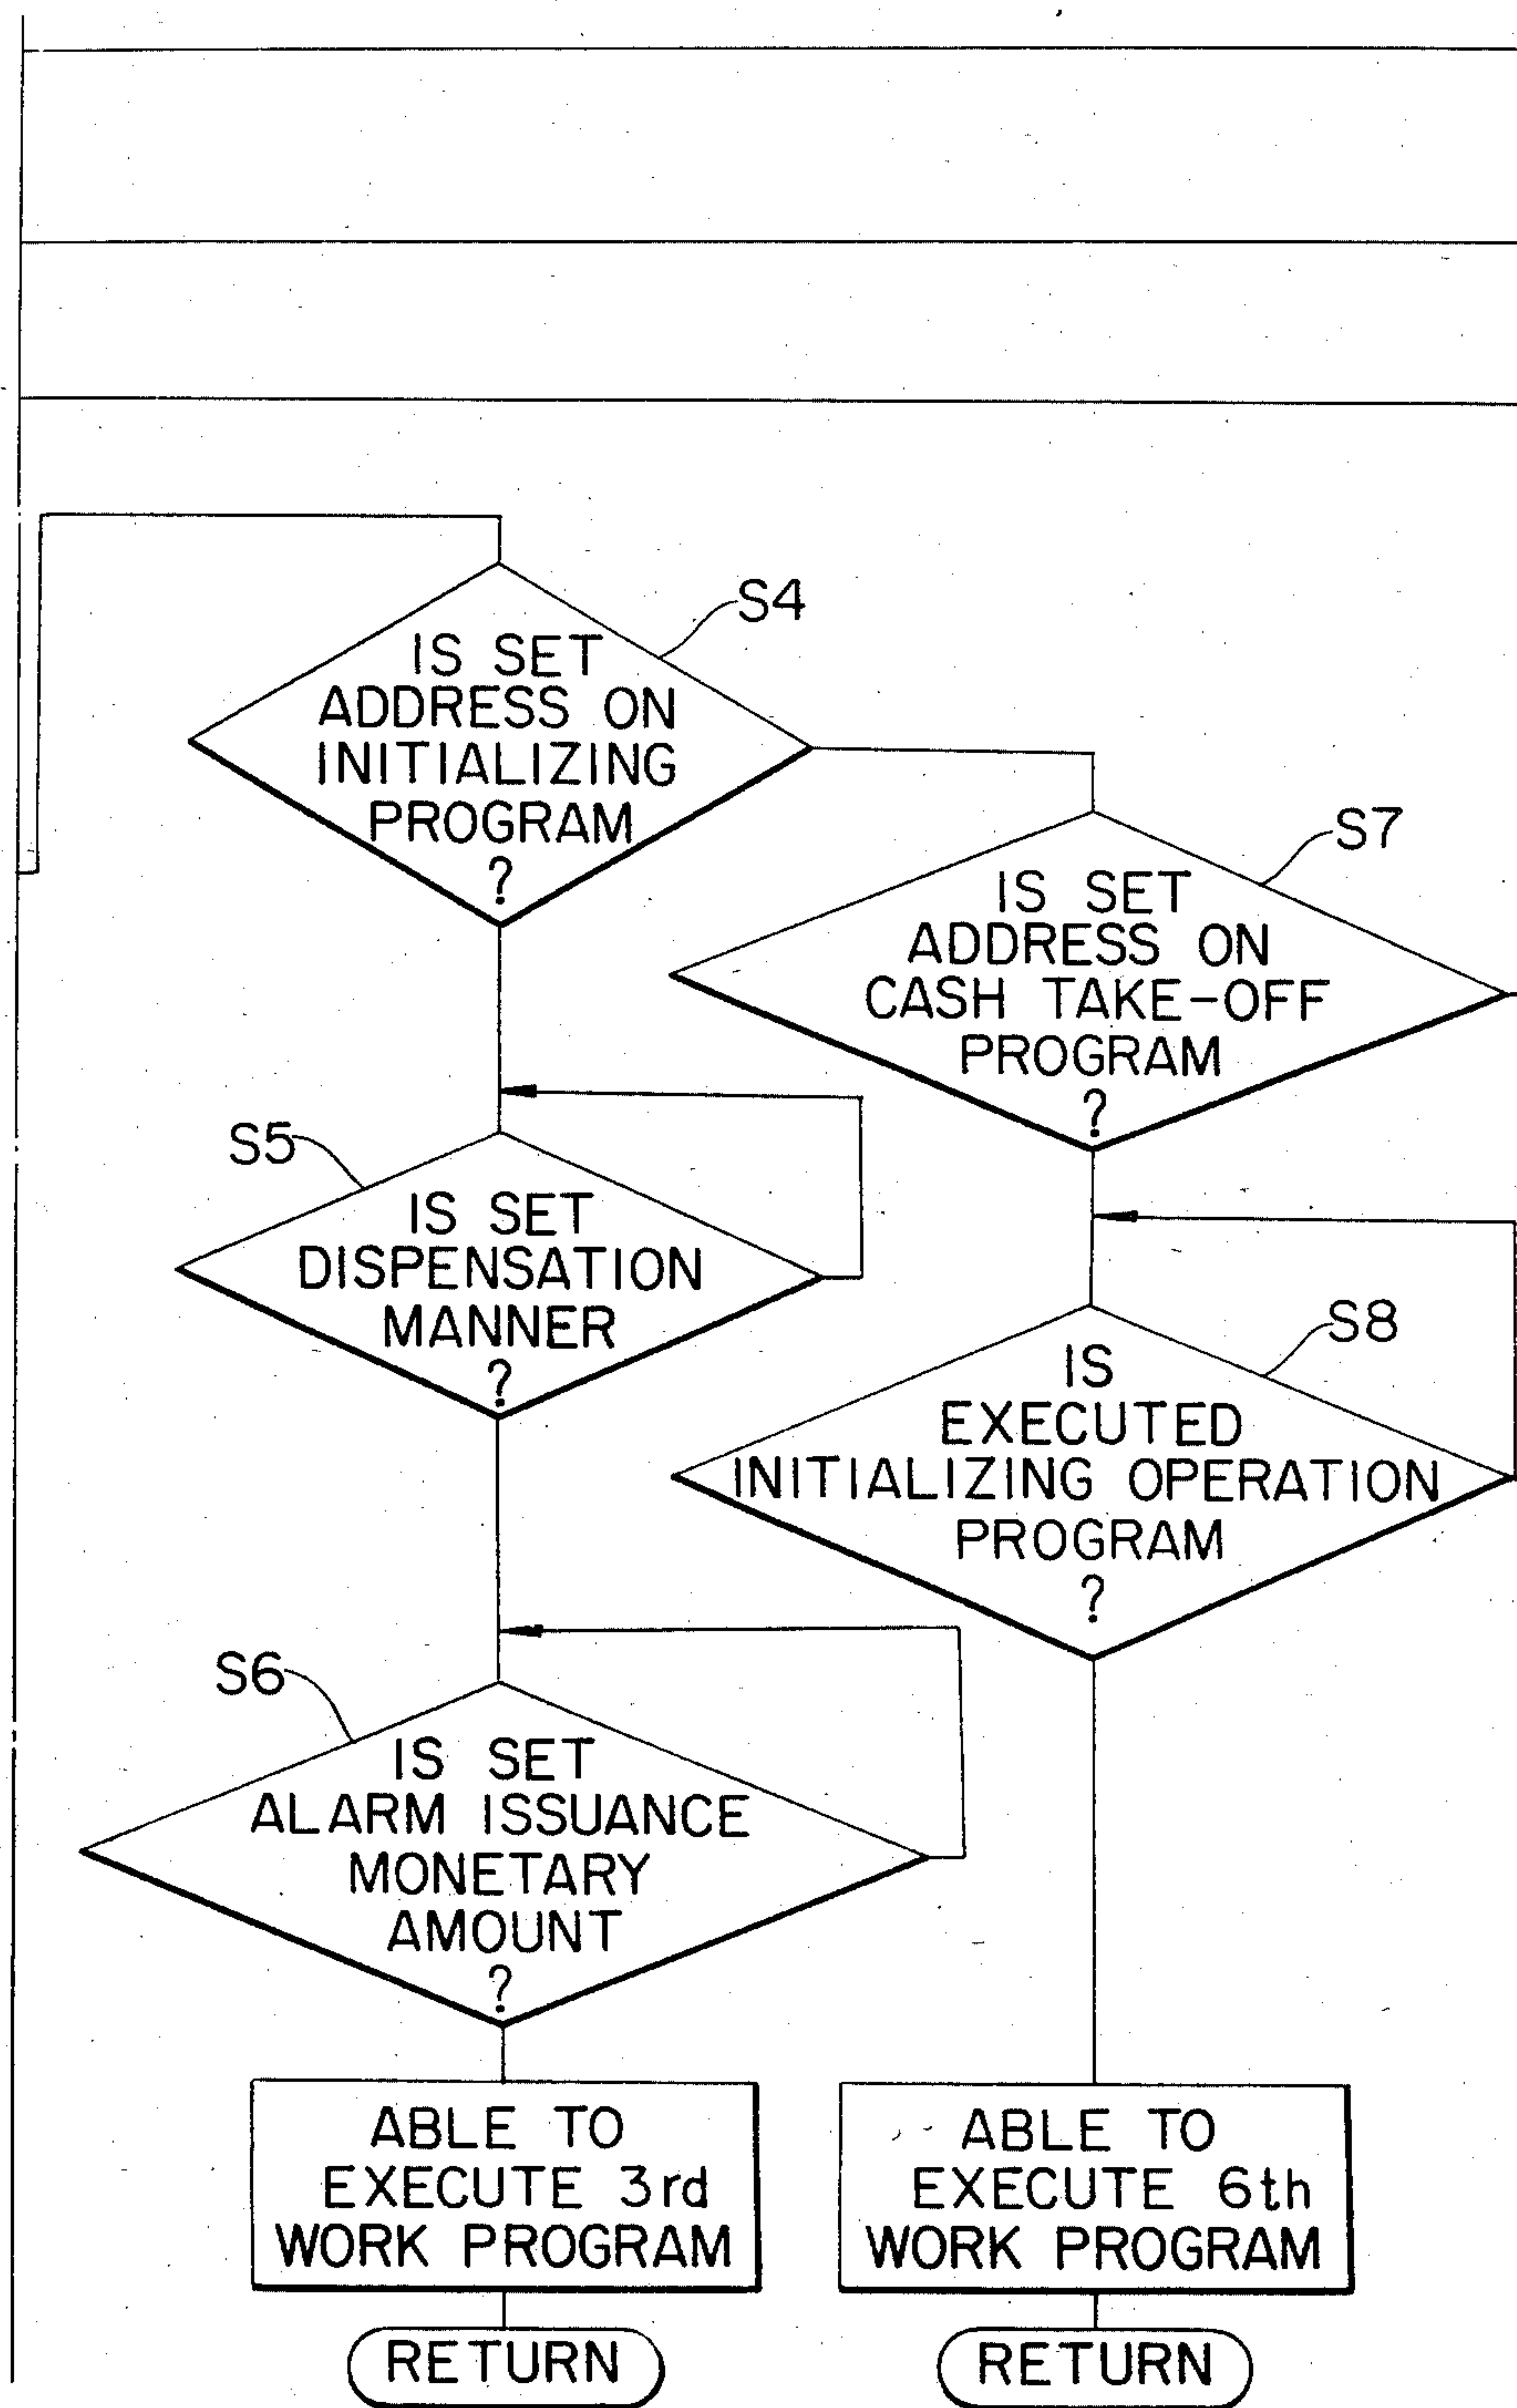 S4
IS SET
ADDRESS ON
INITIALIZING
PROGRAM
?
S7
IS SET
ADDRESS ON
CASH TAKE-OFF
PROGRAM
?
S5
IS SET
DISPENSATION
MANNER
?
S8
IS
EXECUTED
INITIALIZING OPERATION
PROGRAM
?
S6
IS SET
ALARM ISSUANCE
MONETARY
AMOUNT
?
ABLE TO
EXECUTE 3rd
WORK PROGRAM
RETURN
ABLE TO
EXECUTE 6th
WORK PROGRAM
RETURN